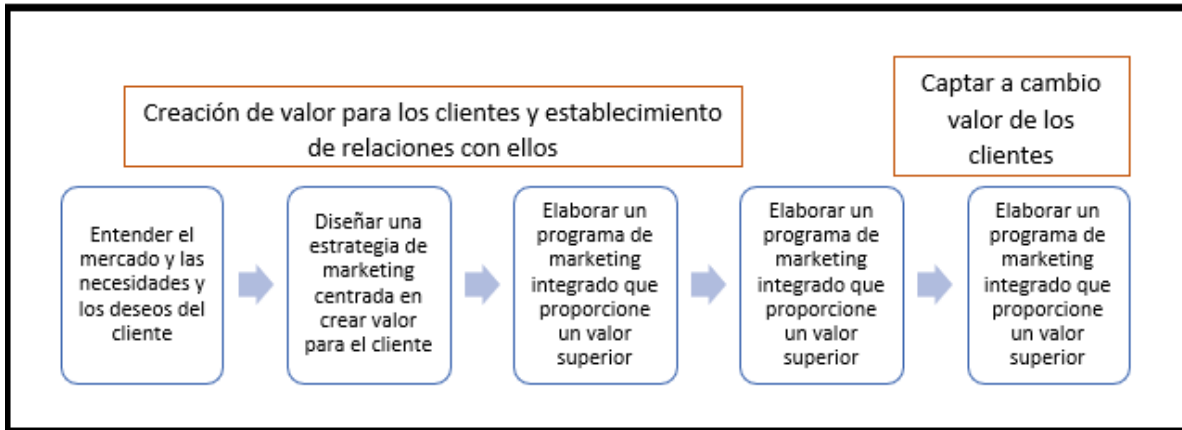 Creación de valor para los clientes y establecimiento
de relaciones con ellos
Captar a cambio
valor de los
clientes
Entender el
mercado y las
necesidades y
los deseos del
cliente
Diseñar una
estrategia de
marketing
centrada en
crear valor
para el cliente
Elaborar un
programa de
marketing
integrado que
proporcione
un valor
superior
Elaborar un
programa de
marketing
integrado que
proporcione
un valor
superior
Elaborar un
programa de
marketing
integrado que
proporcione
un valor
superior